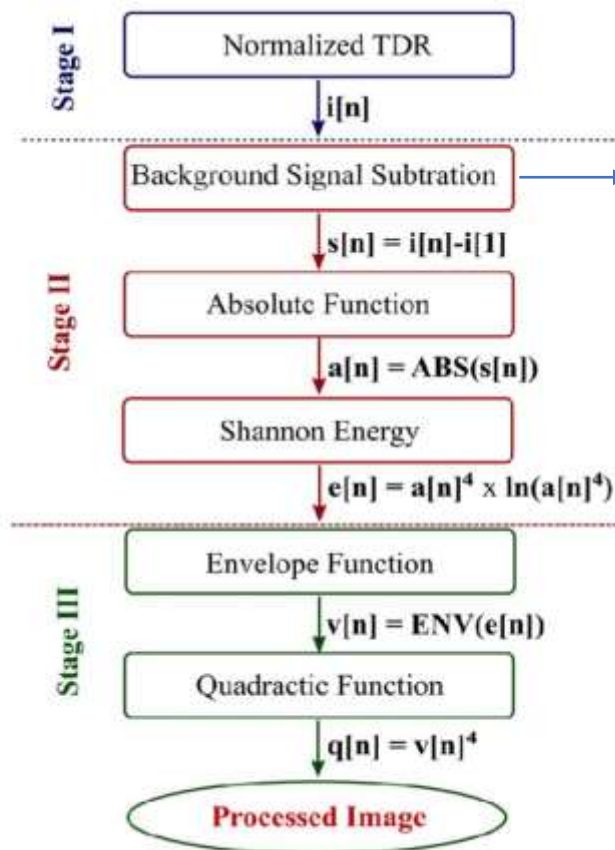 Stage I
Normalized TDR
i[n]
Stage II
Background Signal Subtration
s[n] = i[n]-i[1]
Absolute Function
a[n] = ABS(s[n])
Shannon Energy
e[n] = a[n]⁴ x ln(a[n]⁴)
Stage III
Envelope Function
v[n] = ENV(e[n])
Quadractic Function
q[n] = v[n]⁴
Processed Image